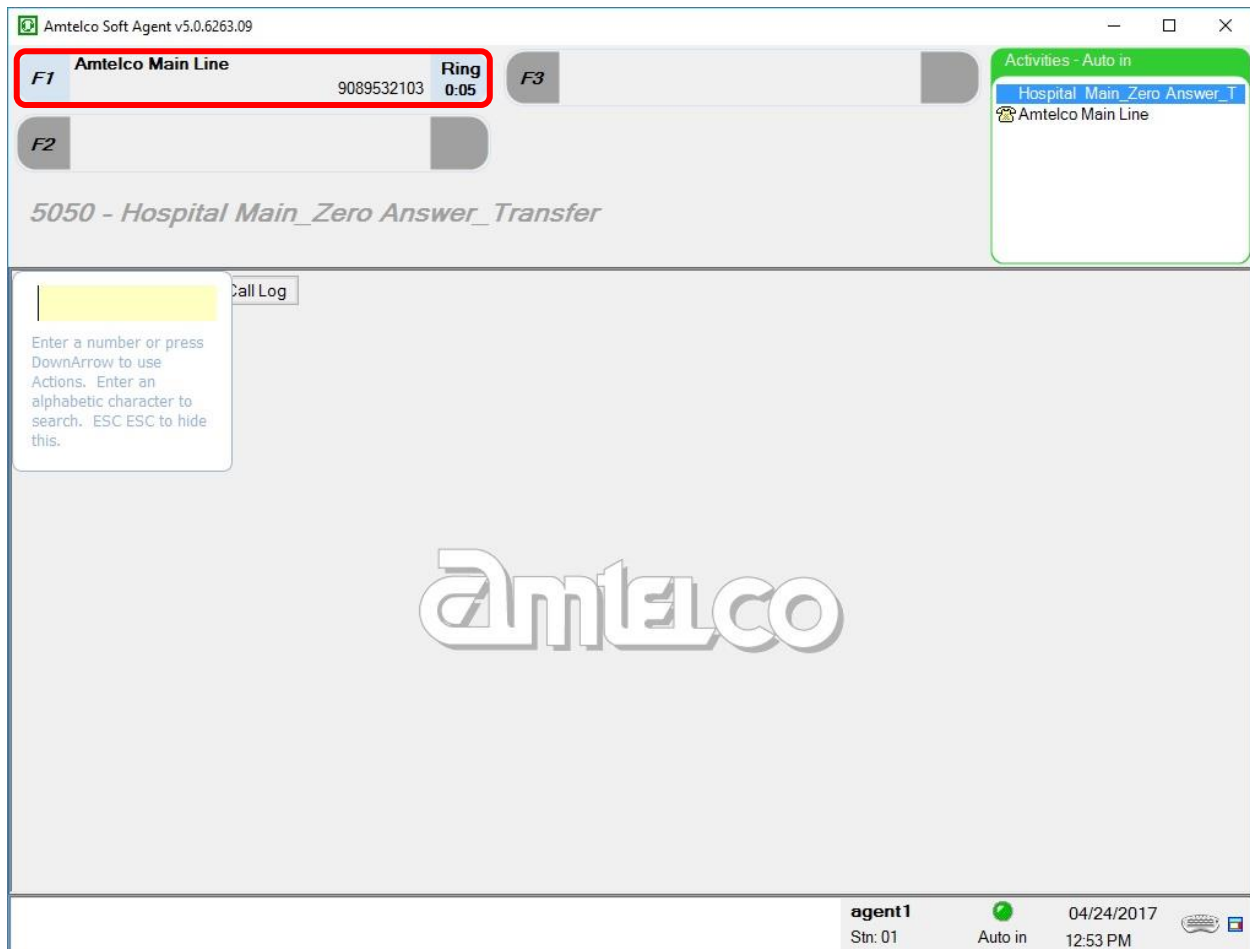 Amtelco Soft Agent v5.0.6263.09
F1
Amtelco Main Line
9089532103
Ring
0:05
F3
F2
5050 - Hospital Main_Zero Answer_Transfer
Activities - Auto in
Hospital Main_Zero Answer_T
Amtelco Main Line
Call Log
Enter a number or press
DownArrow to use
Actions. Enter an
alphabetic character to
search. ESC ESC to hide
this.
amtelco
agent1
Stn: 01
Auto in
04/24/2017
12:53 PM